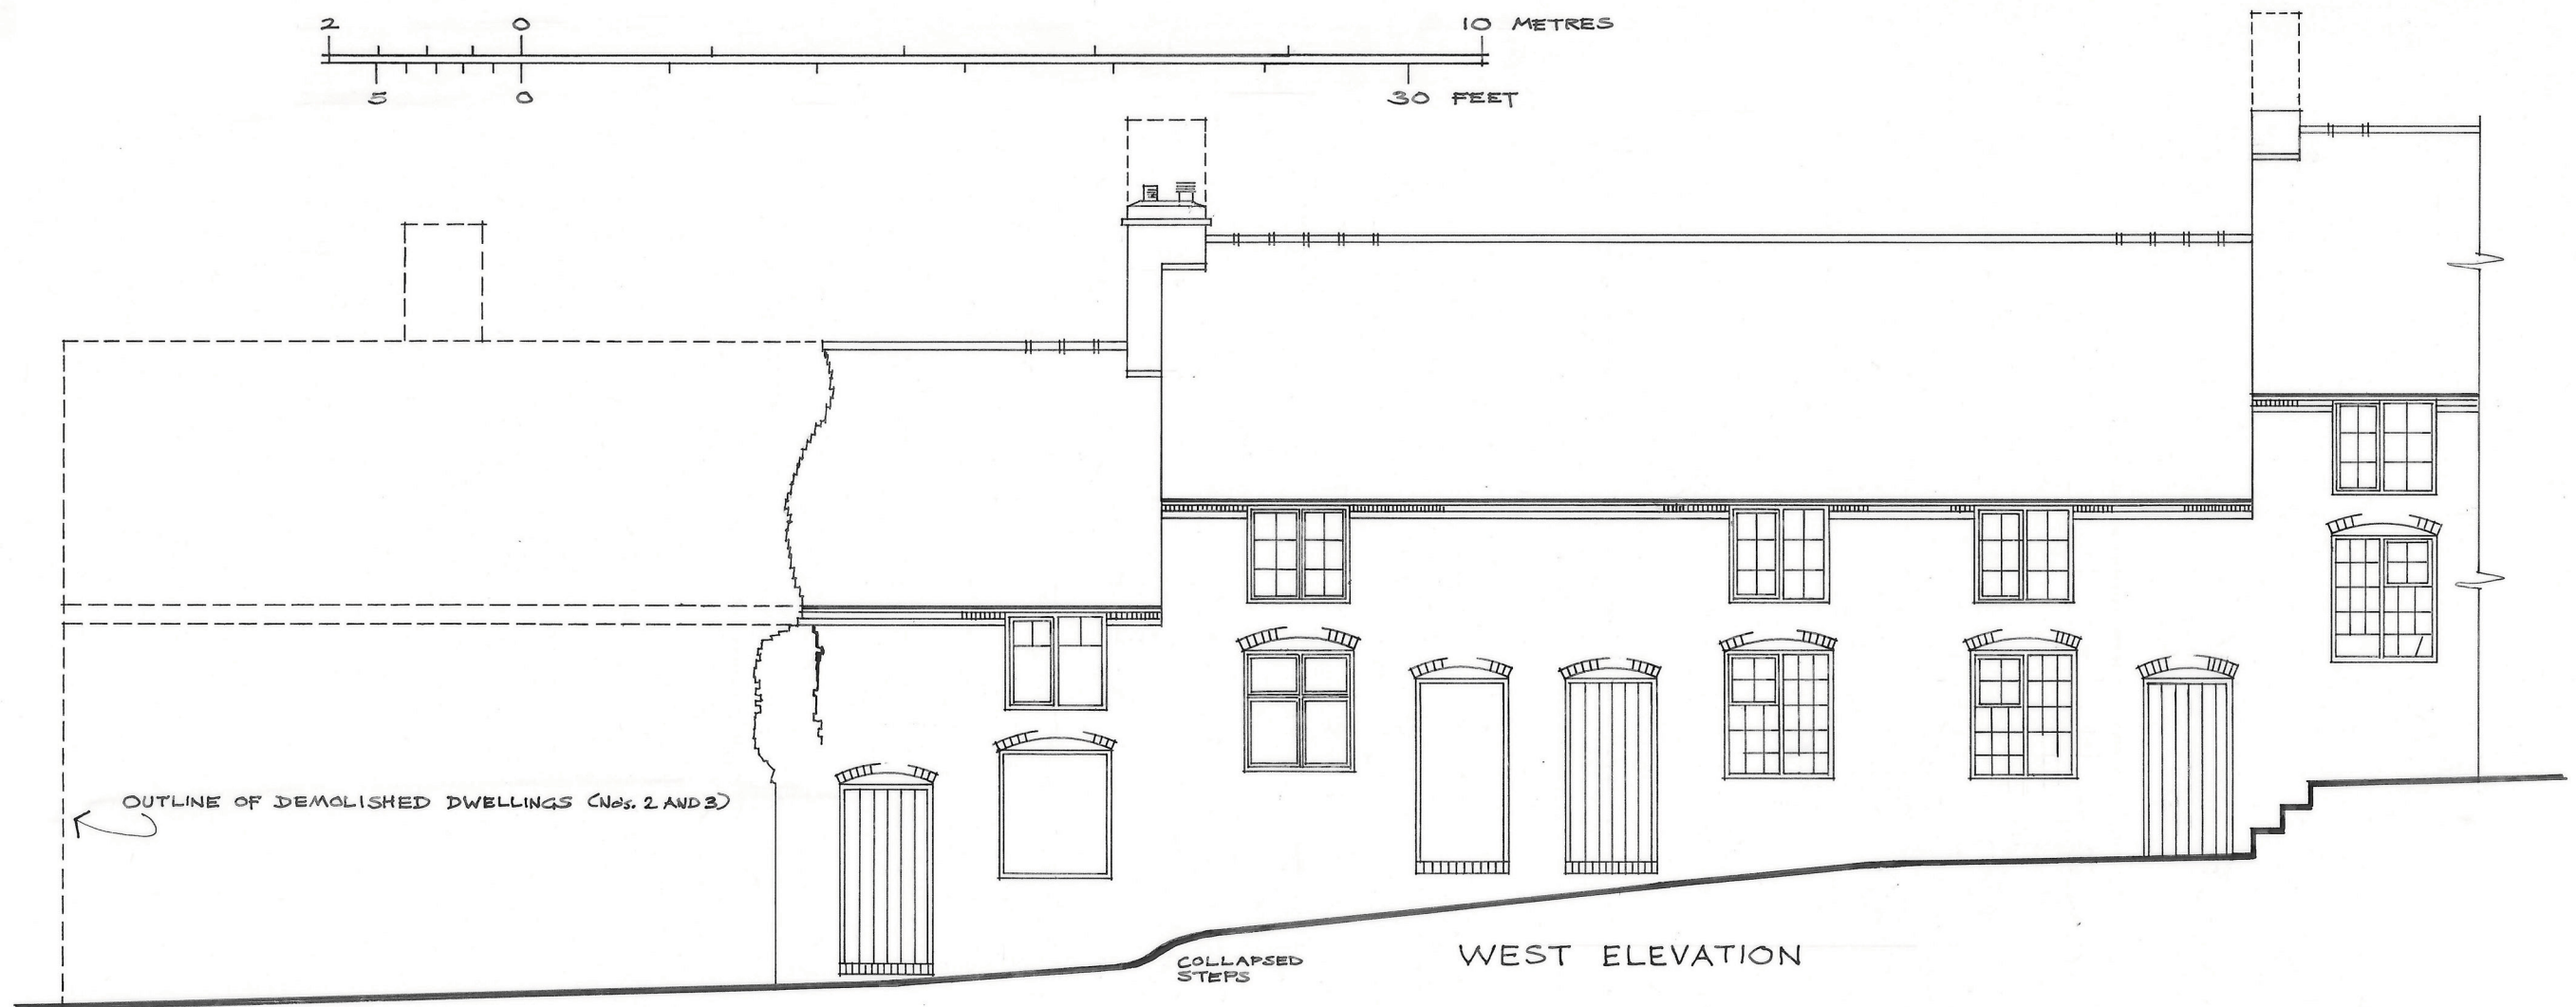 2 0 10 METRES
5 0 30 FEET
OUTLINE OF DEMOLISHED DWELLINGS (Nos. 2 AND 3)
COLLAPSED
STEPS
WEST ELEVATION